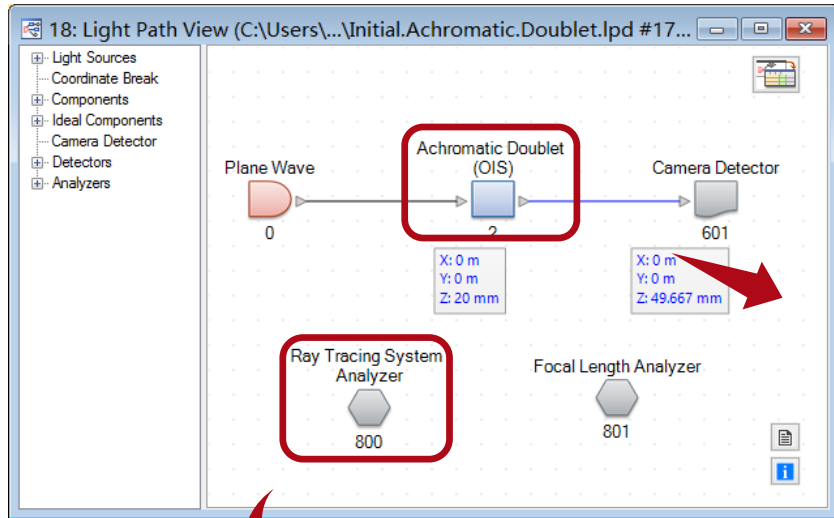 18: Light Path View (C:\Users\...\Initial.Achromatic.Doublet.lpd #17...
Light Sources
Coordinate Break
Components
Ideal Components
Camera Detector
Detectors
Analyzers
Plane Wave
0
Achromatic Doublet
(OIS)
2
X: 0 m
Y: 0 m
Z: 20 mm
Camera Detector
601
X: 0 m
Y: 0 m
Z: 49.667 mm
Ray Tracing System
Analyzer
800
Focal Length Analyzer
801